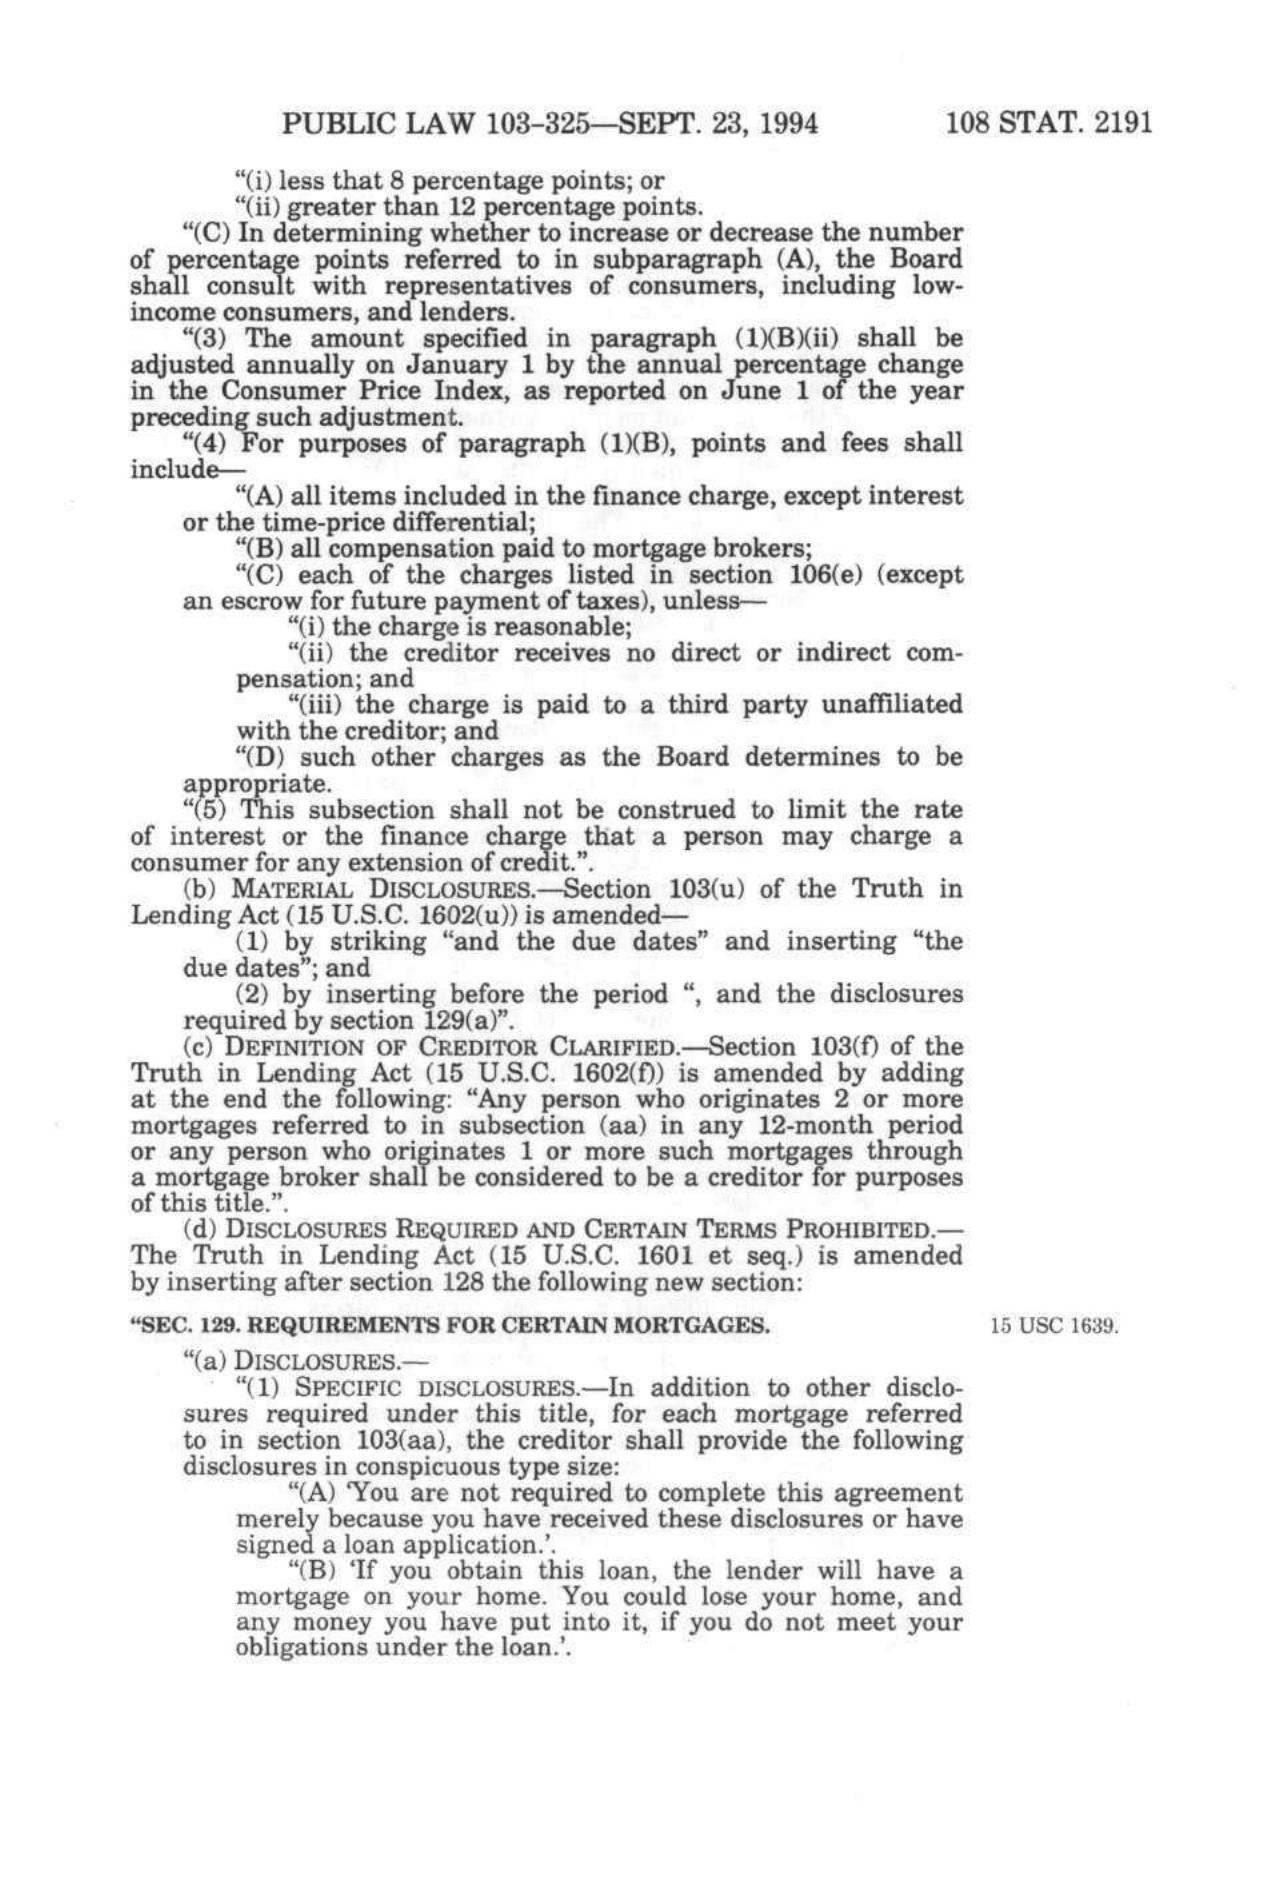 PUBLIC LAW 103-325—SEPT. 23, 1994 108 STAT. 2191
"(i) less that 8 percentage points; or
"(ii) greater than 12 percentage points.
"(C) In determining whether to increase or decrease the number
of percentage points referred to in subparagraph (A), the Board
shall consult with representatives of consumers, including low-
income consumers, and lenders.
"(3) The amount specified in paragraph (1)(B)(ii) shall be
adjusted annually on January 1 by the annual percentage change
in the Consumer Price Index, as reported on June 1 of the year
preceding such adjustment.
"(4) For purposes of paragraph (1)(B), points and fees shall
include—
"(A) all items included in the finance charge, except interest
or the time-price differential;
"(B) all compensation paid to mortgage brokers;
"(C) each of the charges listed in section 106(e) (except
an escrow for future payment of taxes), unless—
"(i) the charge is reasonable;
"(ii) the creditor receives no direct or indirect com-
pensation; and
"(iii) the charge is paid to a third party unaffiliated
with the creditor; and
"(D) such other charges as the Board determines to be
appropriate.
"(5) This subsection shall not be construed to limit the rate
of interest or the finance charge that a person may charge a
consumer for any extension of credit.".
(b) MATERIAL DISCLOSURES.—Section 103(u) of the Truth in
Lending Act (15 U.S.C. 1602(u)) is amended—
(1) by striking "and the due dates" and inserting "the
due dates"; and
(2) by inserting before the period ", and the disclosures
required by section 129(a)".
(c) DEFINITION OF CREDITOR CLARIFIED.—Section 103(f) of the
Truth in Lending Act (15 U.S.C. 1602(f)) is amended by adding
at the end the following: "Any person who originates 2 or more
mortgages referred to in subsection (aa) in any 12-month period
or any person who originates 1 or more such mortgages through
a mortgage broker shall be considered to be a creditor for purposes
of this title.".
(d) DISCLOSURES REQUIRED AND CERTAIN TERMS PROHIBITED.—
The Truth in Lending Act (15 U.S.C. 1601 et seq.) is amended
by inserting after section 128 the following new section:
"SEC. 129. REQUIREMENTS FOR CERTAIN MORTGAGES. 15 USC 1639.
"(a) DISCLOSURES.—
"(1) SPECIFIC DISCLOSURES.—In addition to other disclo-
sures required under this title, for each mortgage referred
to in section 103(aa), the creditor shall provide the following
disclosures in conspicuous type size:
"(A) 'You are not required to complete this agreement
merely because you have received these disclosures or have
signed a loan application.'.
"(B) 'If you obtain this loan, the lender will have a
mortgage on your home. You could lose your home, and
any money you have put into it, if you do not meet your
obligations under the loan.'.